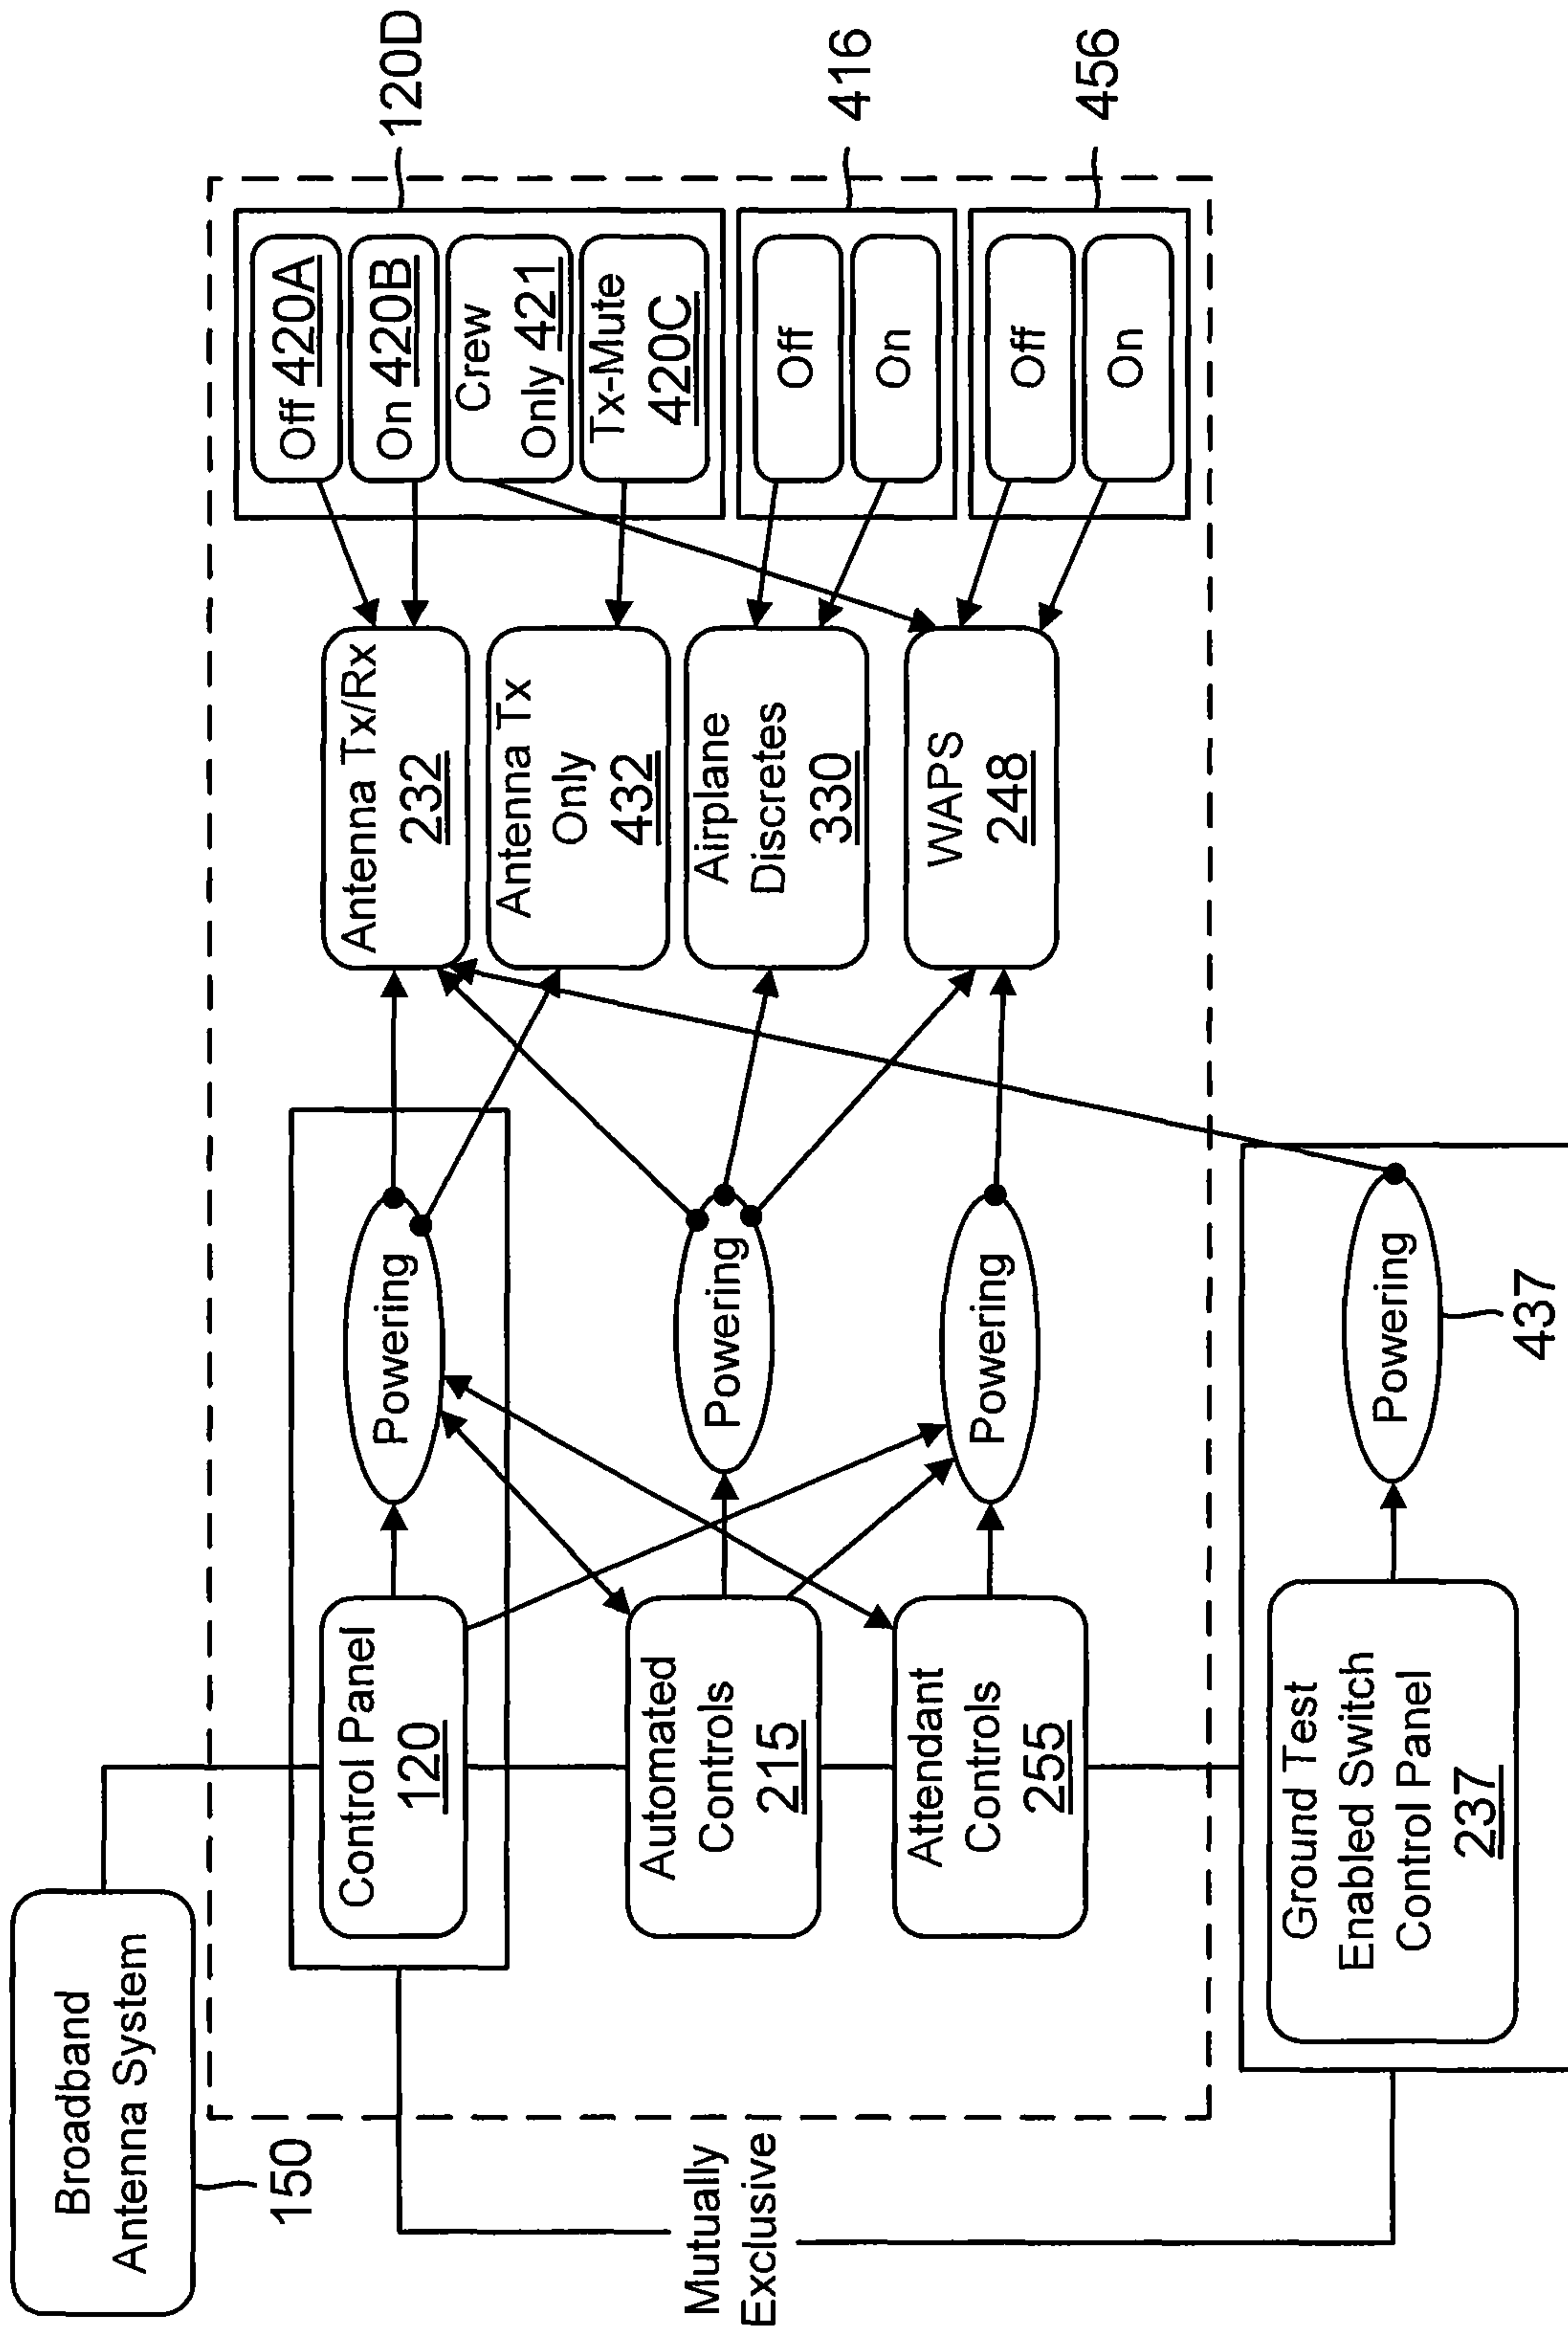 Broadband
Antenna System
150
Mutually
Exclusive
Control Panel
120
Automated
Controls
215
Attendant
Controls
255
Ground Test
Enabled Switch
Control Panel
237
Powering
Powering
Powering
Powering
437
Antenna Tx/Rx
232
Antenna Tx
Only
432
Airplane
Discretes
330
WAPS
248
Off 420A
On 420B
Crew
Only 421
Tx-Mute
420C
Off
On
Off
On
120D
416
456